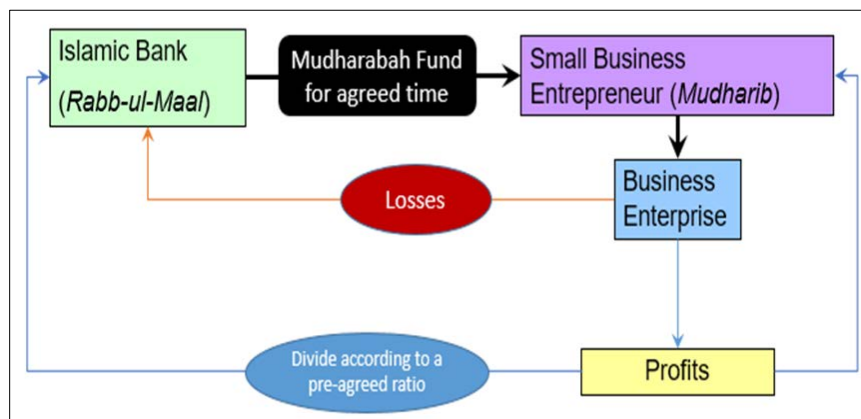 Islamic Bank
(Rabb-ul-Maal)
Mudharabah Fund
for agreed time
Small Business
Entrepreneur (Mudharib)
Losses
Business
Enterprise
Divide according to a
pre-agreed ratio
Profits